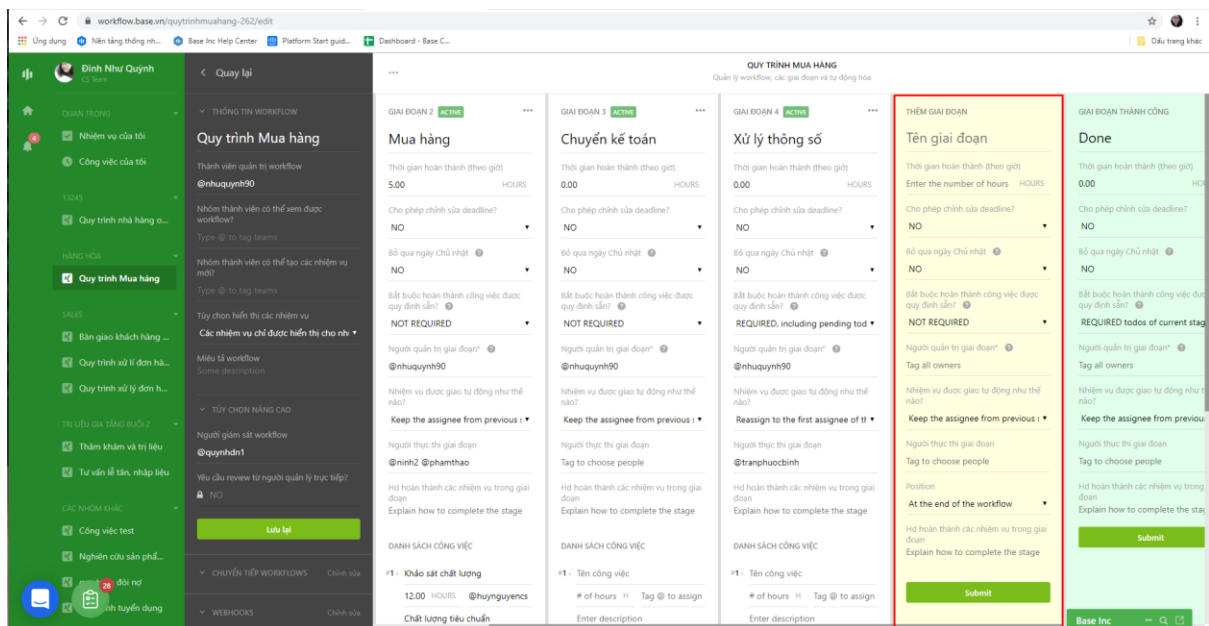 workflow.base.vn/quytrinhmuahang-262/edit
Ứng dụng
Nền tảng thống nh...
Base Inc Help Center
Platform Start guid...
Dashboard - Base C...
Dấu trang khác
Đinh Như Quỳnh
CS Team
QUAN TRỌNG
Nhiệm vụ của tôi
4
Công việc của tôi
13245
Quy trình nhà hàng o...
HÀNG HÓA
Quy trình Mua hàng
SALES
Bàn giao khách hàng ...
Quy trình xử lí đơn hà...
Quy trình xử lý đơn h...
TRỊ LIỆU GIA TĂNG BUỔI 2
Thăm khám và trị liệu
Tư vấn lễ tân, nhập liệu
CÁC NHÓM KHÁC
Công việc test
Nghiên cứu sản phẩ...
đòi nợ
28
nh tuyển dụng
Quay lại
THÔNG TIN WORKFLOW
Quy trình Mua hàng
Thành viên quản trị workflow
@nhuquynh90
Nhóm thành viên có thể xem được
workflow?
Type @ to tag teams
Nhóm thành viên có thể tạo các nhiệm vụ
mới?
Type @ to tag teams
Tùy chọn hiển thị các nhiệm vụ
Các nhiệm vụ chỉ được hiển thị cho nh
Miêu tả workflow
Some description
TÙY CHỌN NÂNG CAO
Người giám sát workflow
@quynhdn1
Yêu cầu review từ người quản lý trực tiếp?
NO
Lưu lại
CHUYỂN TIẾP WORKFLOWS Chỉnh sửa
WEBHOOKS Chỉnh sửa
...
QUY TRÌNH MUA HÀNG
Quản lý workflow, các giai đoạn và tự động hóa
GIAI ĐOẠN 2 ACTIVE ...
Mua hàng
Thời gian hoàn thành (theo giờ)
5.00 HOURS
Cho phép chỉnh sửa deadline?
NO
Bỏ qua ngày Chủ nhật
NO
Bắt buộc hoàn thành công việc được
quy định sẵn?
NOT REQUIRED
Người quản trị giai đoạn*
@nhuquynh90
Nhiệm vụ được giao tự động như thế
nào?
Keep the assignee from previous s
Người thực thi giai đoạn
@ninh2 @phamthao
Hd hoàn thành các nhiệm vụ trong giai
đoạn
Explain how to complete the stage
DANH SÁCH CÔNG VIỆC
#1 Khảo sát chất lượng
12.00 HOURS @huynguyencs
Chất lượng tiêu chuẩn
GIAI ĐOẠN 3 ACTIVE ...
Chuyển kế toán
Thời gian hoàn thành (theo giờ)
0.00 HOURS
Cho phép chỉnh sửa deadline?
NO
Bỏ qua ngày Chủ nhật
NO
Bắt buộc hoàn thành công việc được
quy định sẵn?
NOT REQUIRED
Người quản trị giai đoạn*
@nhuquynh90
Nhiệm vụ được giao tự động như thế
nào?
Keep the assignee from previous s
Người thực thi giai đoạn
Tag to choose people
Hd hoàn thành các nhiệm vụ trong giai
đoạn
Explain how to complete the stage
DANH SÁCH CÔNG VIỆC
#1 Tên công việc
# of hours H Tag @ to assign
Enter description
GIAI ĐOẠN 4 ACTIVE ...
Xử lý thông số
Thời gian hoàn thành (theo giờ)
0.00 HOURS
Cho phép chỉnh sửa deadline?
NO
Bỏ qua ngày Chủ nhật
NO
Bắt buộc hoàn thành công việc được
quy định sẵn?
REQUIRED, including pending tod
Người quản trị giai đoạn*
@nhuquynh90
Nhiệm vụ được giao tự động như thế
nào?
Reassign to the first assignee of th
Người thực thi giai đoạn
@tranphuocbinh
Hd hoàn thành các nhiệm vụ trong giai
đoạn
Explain how to complete the stage
DANH SÁCH CÔNG VIỆC
#1 Tên công việc
# of hours H Tag @ to assign
Enter description
THÊM GIAI ĐOẠN
Tên giai đoạn
Thời gian hoàn thành (theo giờ)
Enter the number of hours HOURS
Cho phép chỉnh sửa deadline?
NO
Bỏ qua ngày Chủ nhật
NO
Bắt buộc hoàn thành công việc được
quy định sẵn?
NOT REQUIRED
Người quản trị giai đoạn*
Tag all owners
Nhiệm vụ được giao tự động như thế
nào?
Keep the assignee from previous s
Người thực thi giai đoạn
Tag to choose people
Position
At the end of the workflow
Hd hoàn thành các nhiệm vụ trong giai
đoạn
Explain how to complete the stage
Submit
GIAI ĐOẠN THÀNH CÔNG
Done
Thời gian hoàn thành (theo giờ)
0.00 HO
Cho phép chỉnh sửa deadline?
NO
Bỏ qua ngày Chủ nhật
NO
Bắt buộc hoàn thành công việc đượ
quy định sẵn?
REQUIRED todos of current stag
Người quản trị giai đoạn*
Tag all owners
Nhiệm vụ được giao tự động như t
nào?
Keep the assignee from previou
Người thực thi giai đoạn
Tag to choose people
Hd hoàn thành các nhiệm vụ trong
đoạn
Explain how to complete the stag
Submit
Base Inc